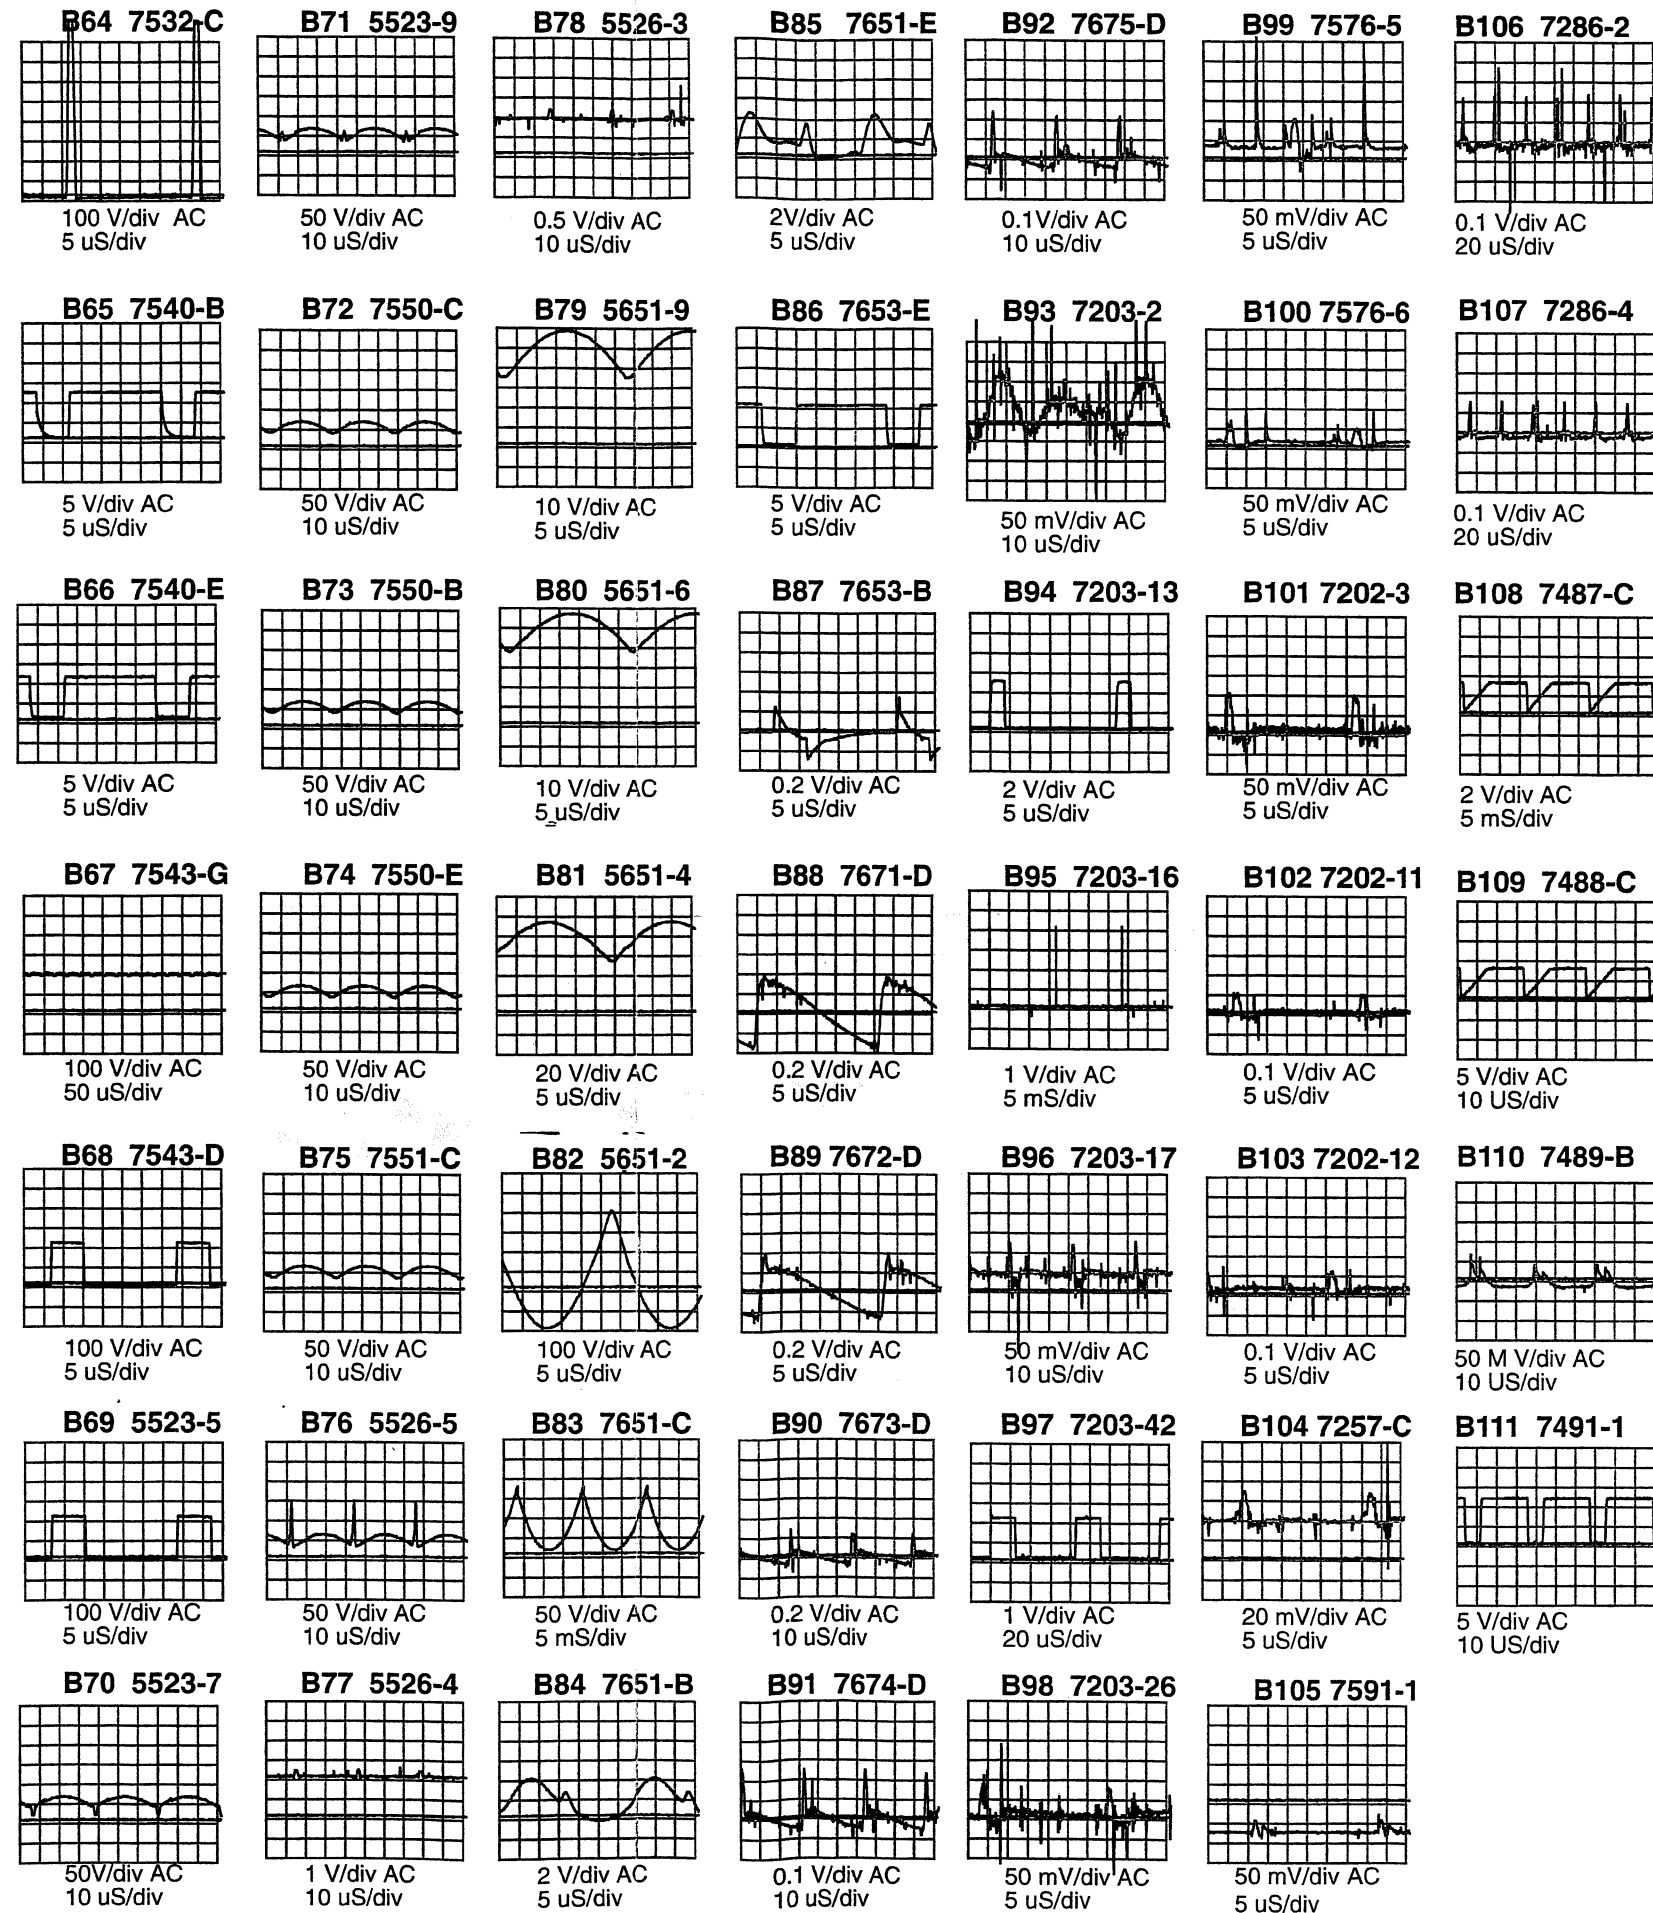 B64 7532-C
100 V/div AC
5 uS/div
B71 5523-9
50 V/div AC
10 uS/div
B78 5526-3
0.5 V/div AC
10 uS/div
B85 7651-E
2V/div AC
5 uS/div
B92 7675-D
0.1V/div AC
10 uS/div
B99 7576-5
50 mV/div AC
5 uS/div
B106 7286-2
0.1 V/div AC
20 uS/div
B65 7540-B
5 V/div AC
5 uS/div
B72 7550-C
50 V/div AC
10 uS/div
B79 5651-9
10 V/div AC
5 uS/div
B86 7653-E
5 V/div AC
5 uS/div
B93 7203-2
50 mV/div AC
10 uS/div
B100 7576-6
50 mV/div AC
5 uS/div
B107 7286-4
0.1 V/div AC
20 uS/div
B66 7540-E
5 V/div AC
5 uS/div
B73 7550-B
50 V/div AC
10 uS/div
B80 5651-6
10 V/div AC
5 uS/div
B87 7653-B
0.2 V/div AC
5 uS/div
B94 7203-13
2 V/div AC
5 uS/div
B101 7202-3
50 mV/div AC
5 uS/div
B108 7487-C
2 V/div AC
5 mS/div
B67 7543-G
100 V/div AC
50 uS/div
B74 7550-E
50 V/div AC
10 uS/div
B81 5651-4
20 V/div AC
5 uS/div
B88 7671-D
0.2 V/div AC
5 uS/div
B95 7203-16
1 V/div AC
5 mS/div
B102 7202-11
0.1 V/div AC
5 uS/div
B109 7488-C
5 V/div AC
10 US/div
B68 7543-D
100 V/div AC
5 uS/div
B75 7551-C
50 V/div AC
10 uS/div
B82 5651-2
100 V/div AC
5 uS/div
B89 7672-D
0.2 V/div AC
5 uS/div
B96 7203-17
50 mV/div AC
10 uS/div
B103 7202-12
0.1 V/div AC
5 uS/div
B110 7489-B
50 M V/div AC
10 US/div
B69 5523-5
100 V/div AC
5 uS/div
B76 5526-5
50 V/div AC
10 uS/div
B83 7651-C
50 V/div AC
5 mS/div
B90 7673-D
0.2 V/div AC
10 uS/div
B97 7203-42
1 V/div AC
20 uS/div
B104 7257-C
20 mV/div AC
5 uS/div
B111 7491-1
5 V/div AC
10 US/div
B70 5523-7
50V/div AC
10 uS/div
B77 5526-4
1 V/div AC
10 uS/div
B84 7651-B
2 V/div AC
5 uS/div
B91 7674-D
0.1 V/div AC
10 uS/div
B98 7203-26
50 mV/div AC
5 uS/div
B105 7591-1
50 mV/div AC
5 uS/div